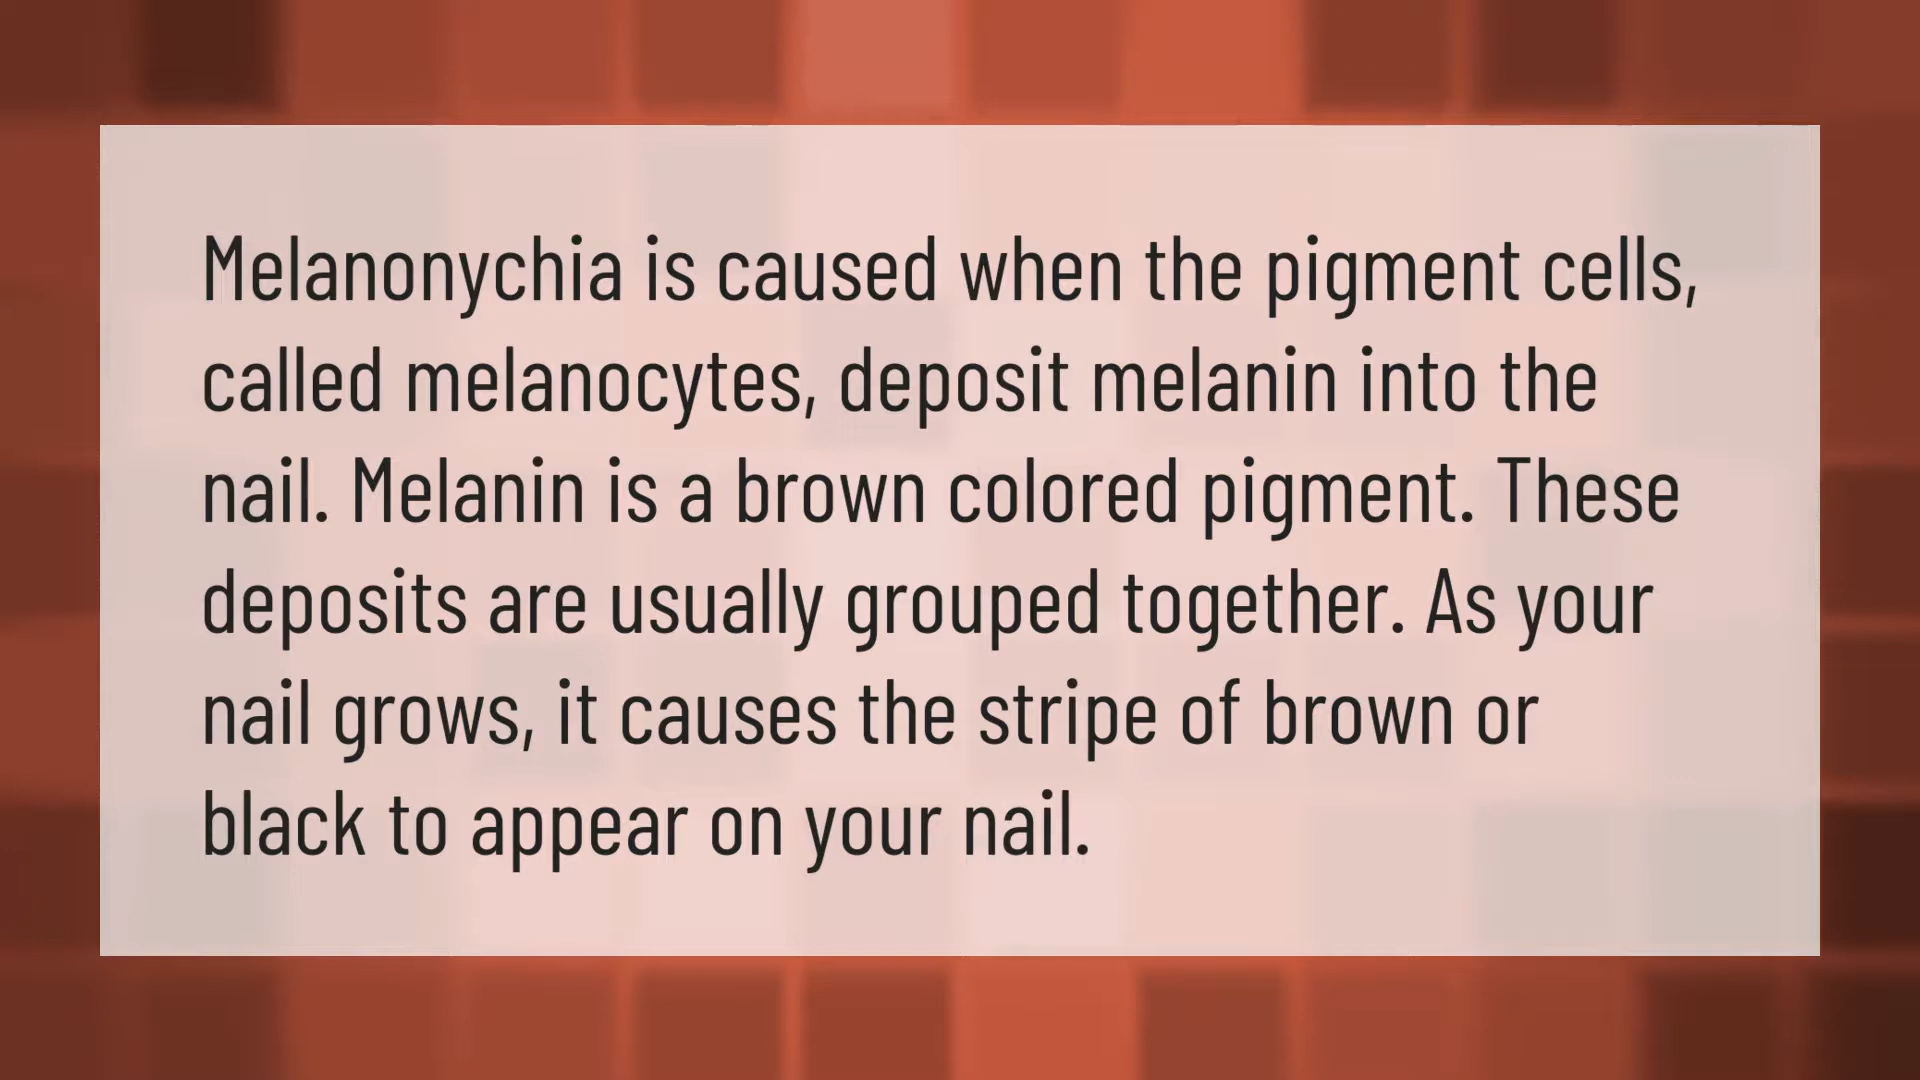 Melanonychia is caused when the pigment cells,
called melanocytes, deposit melanin into the
nail. Melanin is a brown colored pigment. These
deposits are usually grouped together. As your
nail grows, it causes the stripe of brown or
black to appear on your nail.